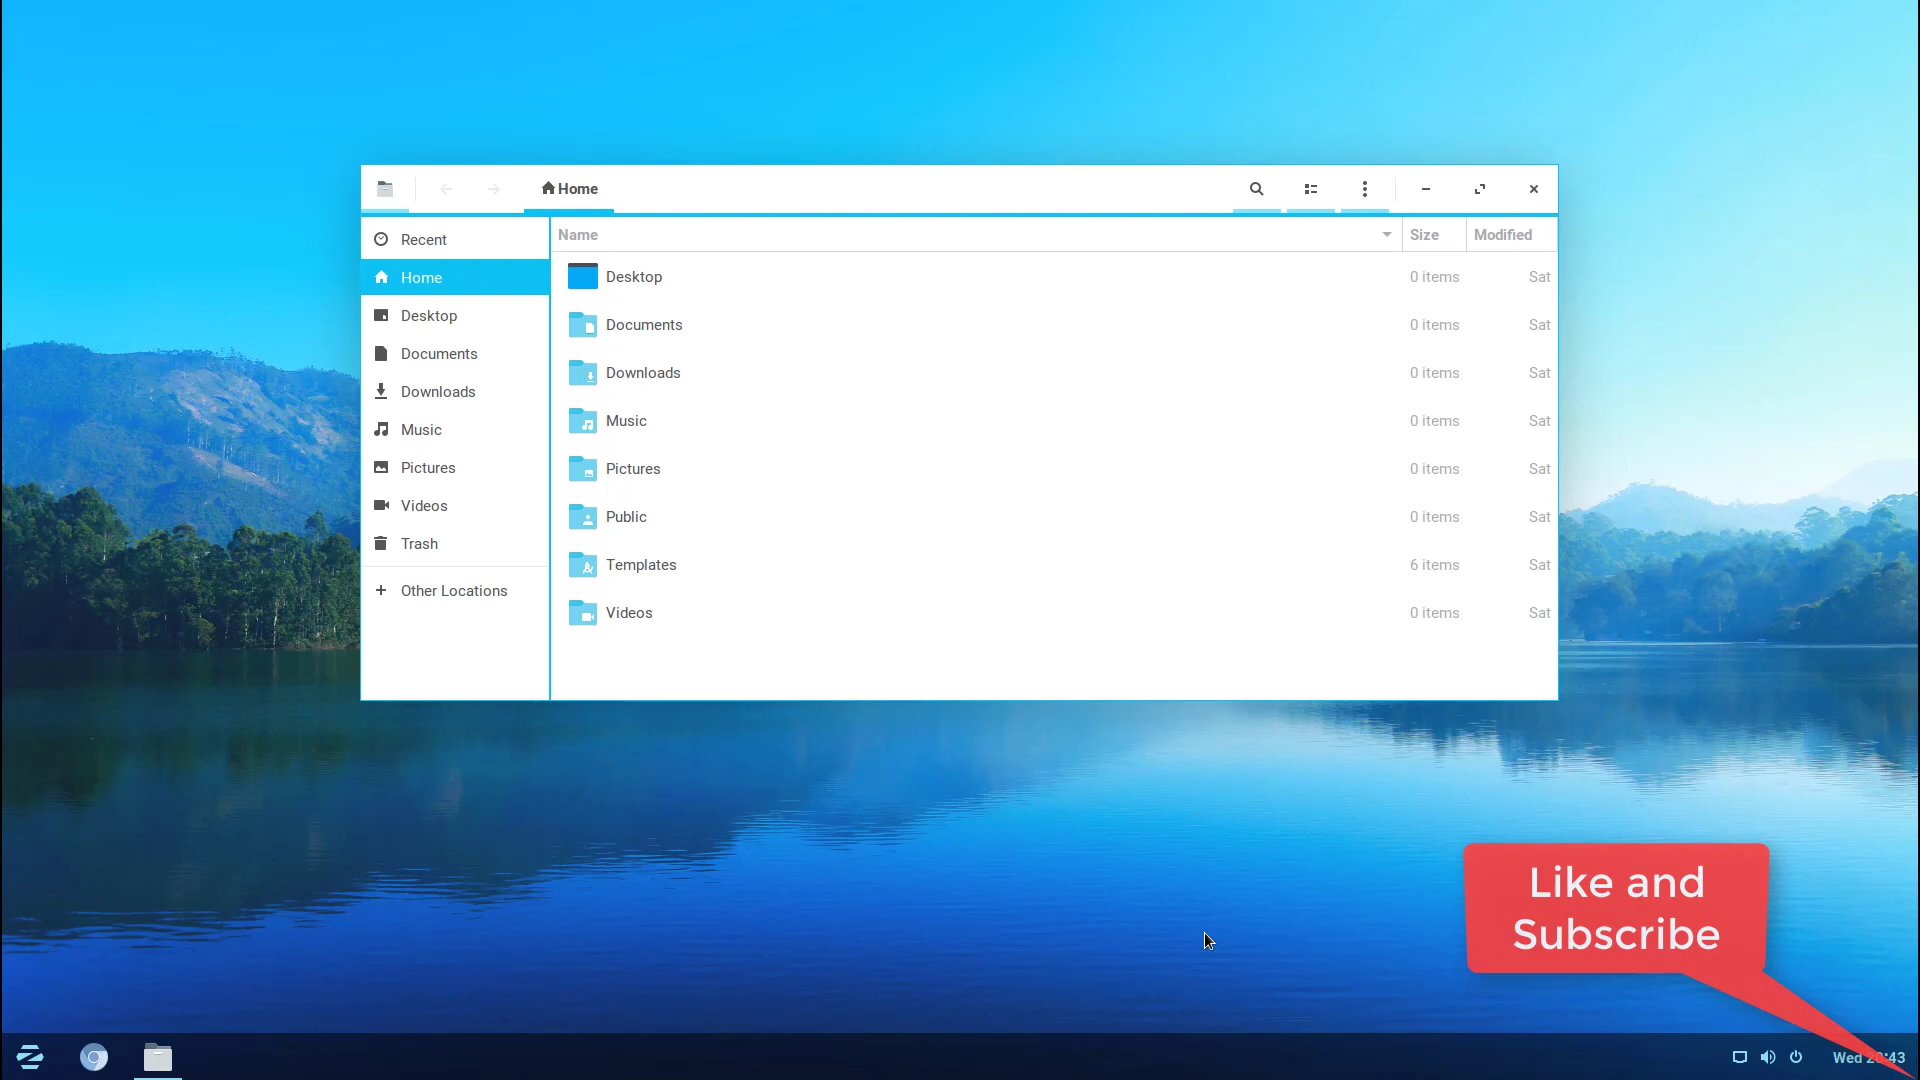 Home
Recent
Home
Desktop
Documents
Downloads
Music
Pictures
Videos
Trash
Other Locations
Name Size Modified
Desktop 0 items Sat
Documents 0 items Sat
Downloads 0 items Sat
Music 0 items Sat
Pictures 0 items Sat
Public 0 items Sat
Templates 6 items Sat
Videos 0 items Sat
Like and
Subscribe
Wed